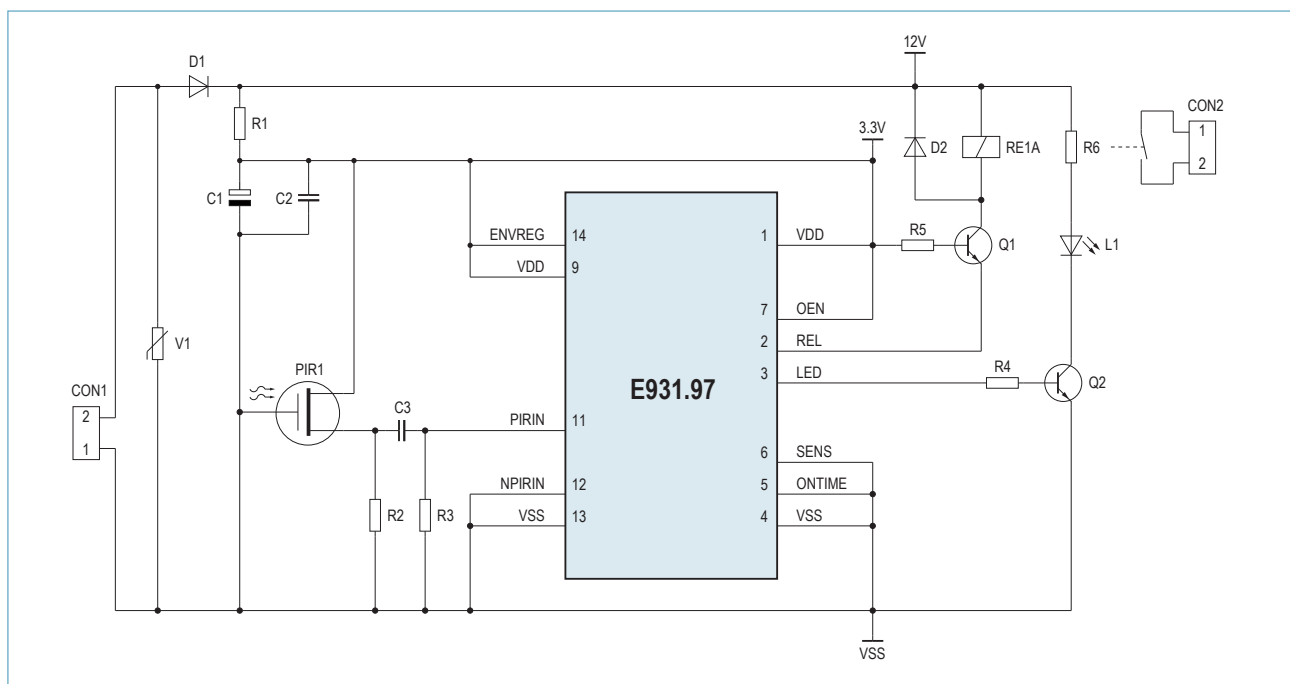 12V
D1
CON2
R1
3.3V
1
D2
RE1A
R6
2
C1
C2
R5
ENVREG
14
1
VDD
Q1
L1
VDD
9
7
OEN
V1
2
REL
PIR1
3
LED
R4
E931.97
Q2
CON1
C3
2
PIRIN
11
1
6
SENS
NPIRIN
12
5
ONTIME
R2
R3
VSS
13
4
VSS
VSS